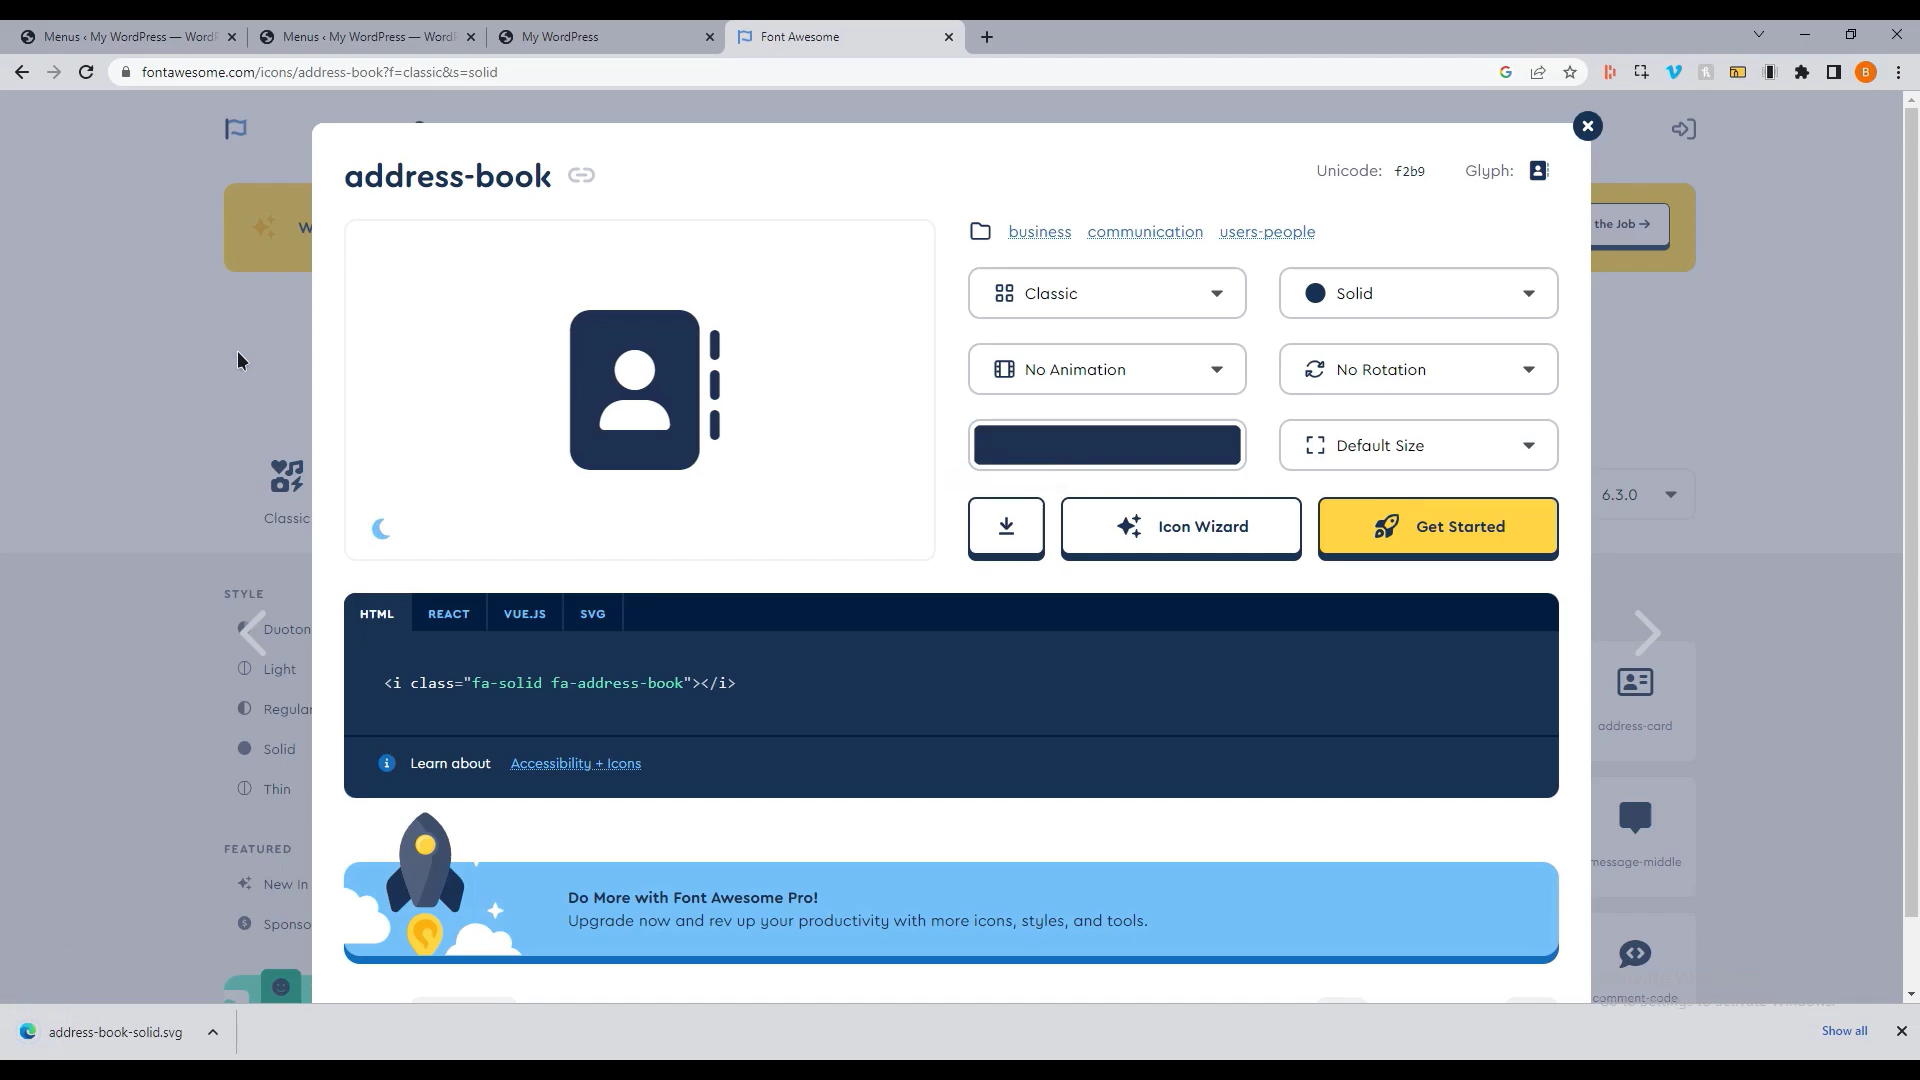 Menus ‹ My WordPress — WordP
Menus ‹ My WordPress — WordP
My WordPress
Font Awesome
fontawesome.com/icons/address-book?f=classic&s=solid
B
address-book
Unicode: f2b9
Glyph:
W
the Job →
business communication users-people
Classic
Solid
No Animation
No Rotation
Default Size
6.3.0
Classic
Icon Wizard
Get Started
STYLE
HTML
REACT
VUE.JS
SVG
Duoton
Light
<i class="fa-solid fa-address-book"></i>
Regular
address-card
Solid
Learn about Accessibility + Icons
Thin
FEATURED
message-middle
New In
Do More with Font Awesome Pro!
Upgrade now and rev up your productivity with more icons, styles, and tools.
Sponso
comment-code
address-book-solid.svg
Show all